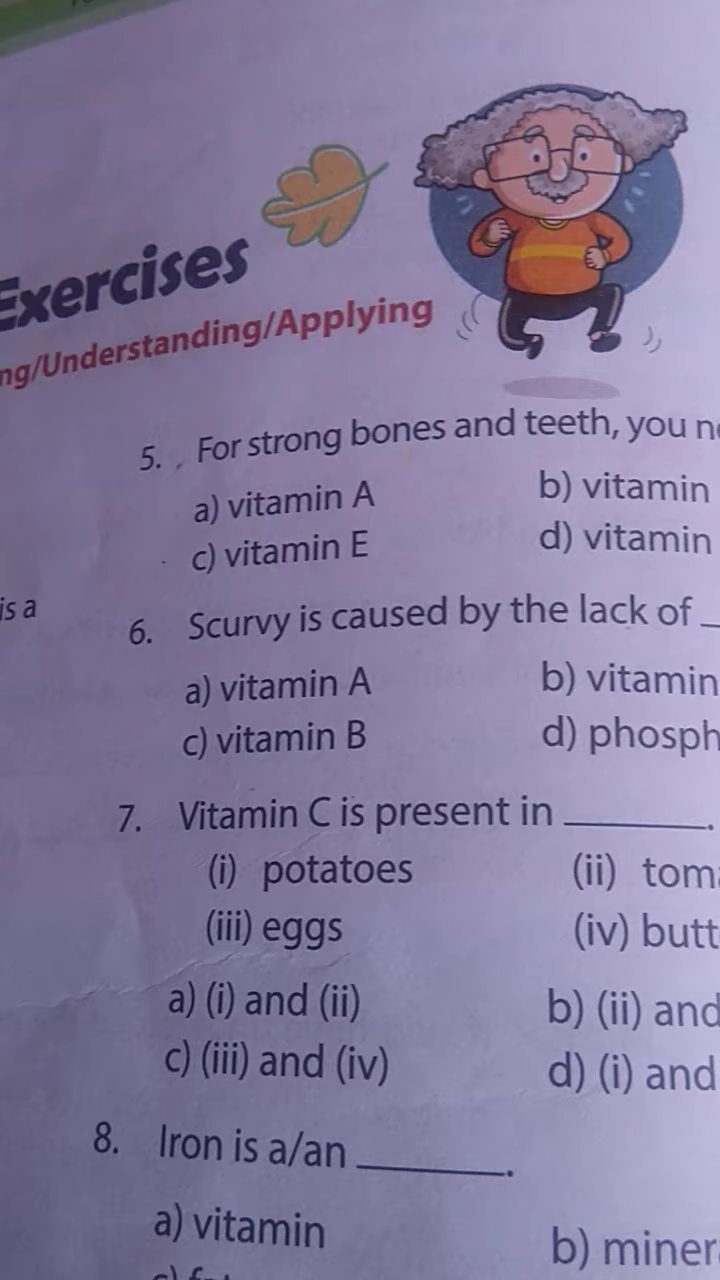 Exercises
ng/Understanding/Applying
5. For strong bones and teeth, you
a) vitamin A b) vitamin
c) vitamin E d) vitamin
is a
6. Scurvy is caused by the lack of _
a) vitamin A b) vitamin
c) vitamin B d) phosph
7. Vitamin C is present in ________.
(i) potatoes (ii) tom
(iii) eggs (iv) butt
a) (i) and (ii) b) (ii) and
c) (iii) and (iv) d) (i) and
8. Iron is a/an ________.
a) vitamin b) miner